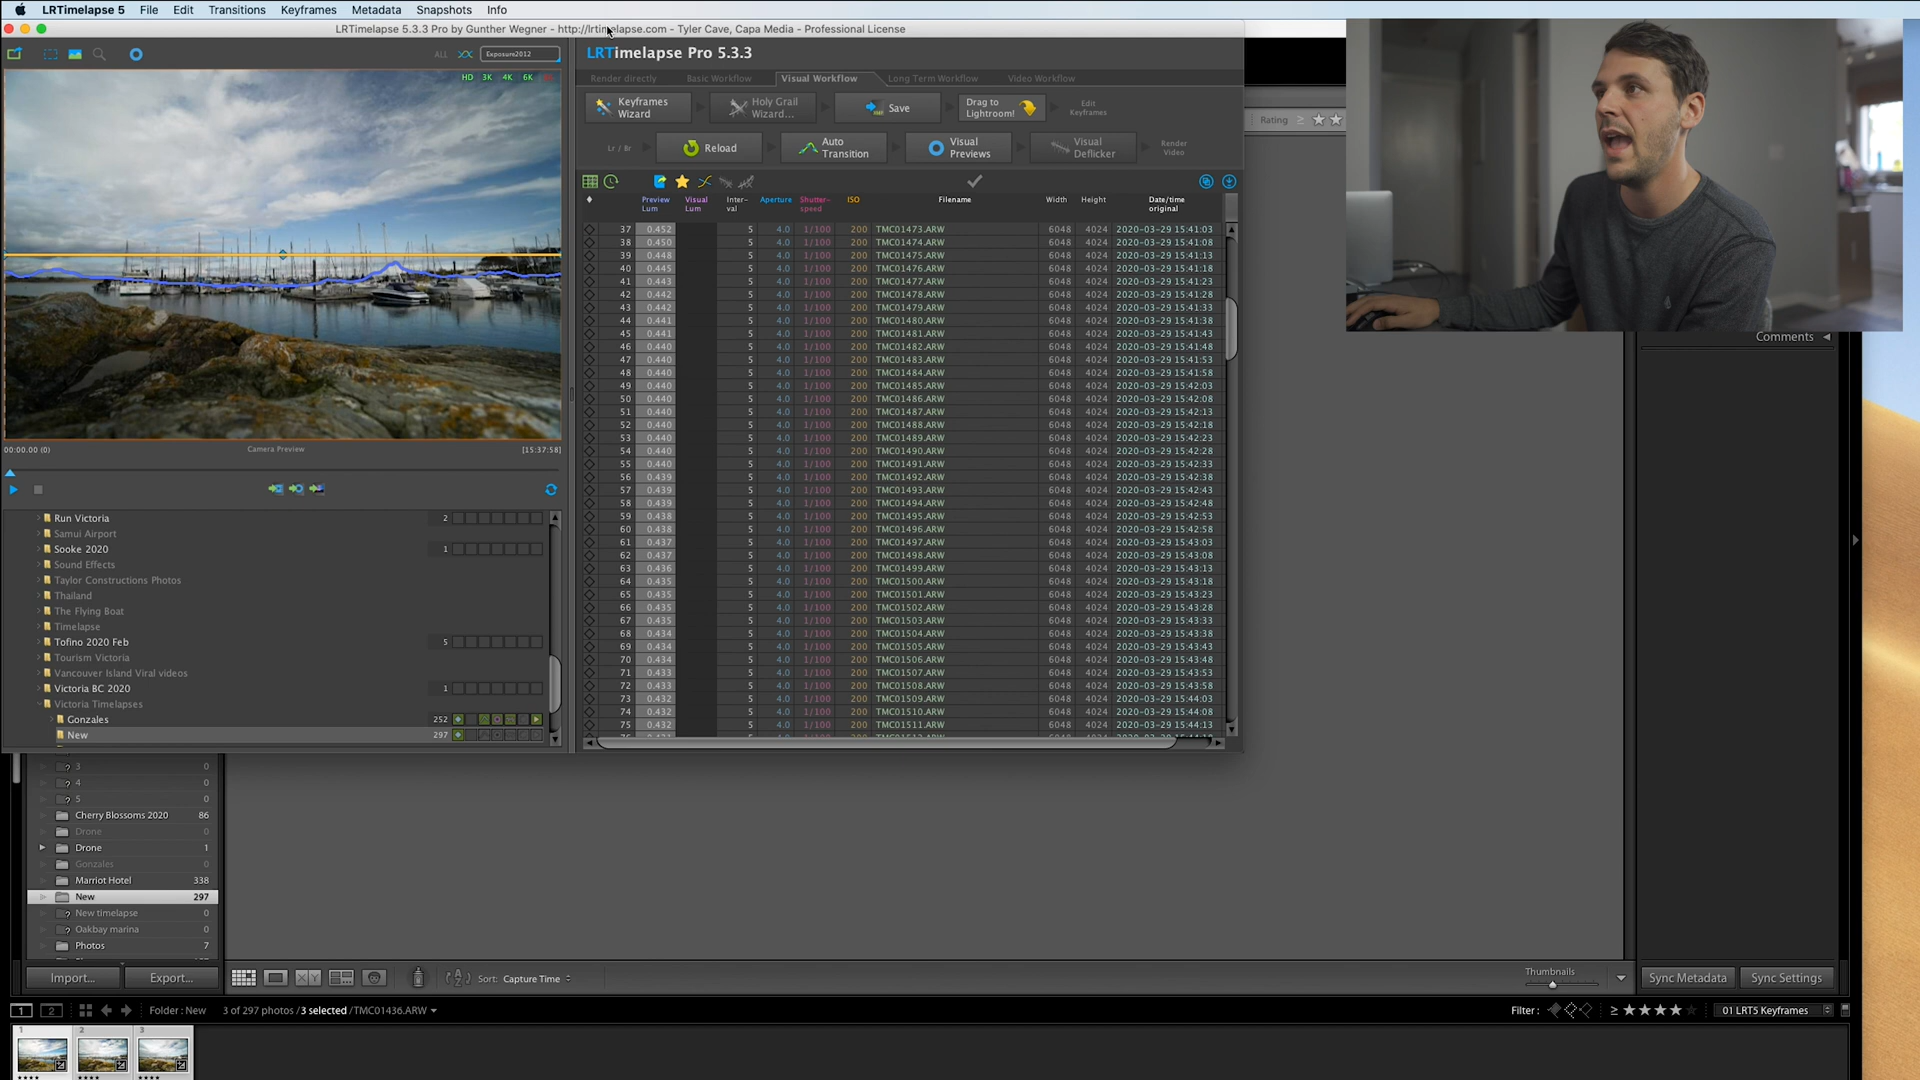 LRTimelapse 5 File Edit Transitions Keyframes Metadata Snapshots Info
LRTimelapse 5.3.3 Pro by Gunther Wegner - http://lrtimelapse.com - Tyler Cave, Capa Media - Professional License
ALL Exposure2012
LRTimelapse Pro 5.3.3
HD 3K 4K 6K
Render directly Basic Workflow Visual Workflow Long Term Workflow Video Workflow
Keyframes Wizard Holy Grail Wizard... Save Drag to Lightroom! Edit Keyframes
Rating ≥
Lr / Br Reload Auto Transition Visual Previews Visual Deflicker Render Video
Preview Lum Visual Lum Inter-val Aperture Shutter-speed ISO Filename Width Height Date/time original
37 0.452 5 4.0 1/100 200 TMC01473.ARW 6048 4024 2020-03-29 15:41:03
38 0.450 5 4.0 1/100 200 TMC01474.ARW 6048 4024 2020-03-29 15:41:08
39 0.448 5 4.0 1/100 200 TMC01475.ARW 6048 4024 2020-03-29 15:41:13
40 0.445 5 4.0 1/100 200 TMC01476.ARW 6048 4024 2020-03-29 15:41:18
41 0.443 5 4.0 1/100 200 TMC01477.ARW 6048 4024 2020-03-29 15:41:23
42 0.442 5 4.0 1/100 200 TMC01478.ARW 6048 4024 2020-03-29 15:41:28
43 0.442 5 4.0 1/100 200 TMC01479.ARW 6048 4024 2020-03-29 15:41:33
44 0.441 5 4.0 1/100 200 TMC01480.ARW 6048 4024 2020-03-29 15:41:38
45 0.441 5 4.0 1/100 200 TMC01481.ARW 6048 4024 2020-03-29 15:41:43
46 0.440 5 4.0 1/100 200 TMC01482.ARW 6048 4024 2020-03-29 15:41:48
47 0.440 5 4.0 1/100 200 TMC01483.ARW 6048 4024 2020-03-29 15:41:53
48 0.440 5 4.0 1/100 200 TMC01484.ARW 6048 4024 2020-03-29 15:41:58
49 0.440 5 4.0 1/100 200 TMC01485.ARW 6048 4024 2020-03-29 15:42:03
50 0.440 5 4.0 1/100 200 TMC01486.ARW 6048 4024 2020-03-29 15:42:08
51 0.440 5 4.0 1/100 200 TMC01487.ARW 6048 4024 2020-03-29 15:42:13
52 0.440 5 4.0 1/100 200 TMC01488.ARW 6048 4024 2020-03-29 15:42:18
53 0.440 5 4.0 1/100 200 TMC01489.ARW 6048 4024 2020-03-29 15:42:23
54 0.440 5 4.0 1/100 200 TMC01490.ARW 6048 4024 2020-03-29 15:42:28
55 0.440 5 4.0 1/100 200 TMC01491.ARW 6048 4024 2020-03-29 15:42:33
56 0.439 5 4.0 1/100 200 TMC01492.ARW 6048 4024 2020-03-29 15:42:38
57 0.439 5 4.0 1/100 200 TMC01493.ARW 6048 4024 2020-03-29 15:42:43
58 0.439 5 4.0 1/100 200 TMC01494.ARW 6048 4024 2020-03-29 15:42:48
59 0.438 5 4.0 1/100 200 TMC01495.ARW 6048 4024 2020-03-29 15:42:53
60 0.438 5 4.0 1/100 200 TMC01496.ARW 6048 4024 2020-03-29 15:42:58
61 0.437 5 4.0 1/100 200 TMC01497.ARW 6048 4024 2020-03-29 15:43:03
62 0.437 5 4.0 1/100 200 TMC01498.ARW 6048 4024 2020-03-29 15:43:08
63 0.436 5 4.0 1/100 200 TMC01499.ARW 6048 4024 2020-03-29 15:43:13
64 0.435 5 4.0 1/100 200 TMC01500.ARW 6048 4024 2020-03-29 15:43:18
65 0.435 5 4.0 1/100 200 TMC01501.ARW 6048 4024 2020-03-29 15:43:23
66 0.435 5 4.0 1/100 200 TMC01502.ARW 6048 4024 2020-03-29 15:43:28
67 0.435 5 4.0 1/100 200 TMC01503.ARW 6048 4024 2020-03-29 15:43:33
68 0.434 5 4.0 1/100 200 TMC01504.ARW 6048 4024 2020-03-29 15:43:38
69 0.434 5 4.0 1/100 200 TMC01505.ARW 6048 4024 2020-03-29 15:43:43
70 0.434 5 4.0 1/100 200 TMC01506.ARW 6048 4024 2020-03-29 15:43:48
71 0.433 5 4.0 1/100 200 TMC01507.ARW 6048 4024 2020-03-29 15:43:53
72 0.433 5 4.0 1/100 200 TMC01508.ARW 6048 4024 2020-03-29 15:43:58
73 0.432 5 4.0 1/100 200 TMC01509.ARW 6048 4024 2020-03-29 15:44:03
74 0.432 5 4.0 1/100 200 TMC01510.ARW 6048 4024 2020-03-29 15:44:08
75 0.432 5 4.0 1/100 200 TMC01511.ARW 6048 4024 2020-03-29 15:44:13
Comments
00:00.00 (0) Camera Preview [15:37:58]
Run Victoria 2
Samui Airport
Sooke 2020 1
Sound Effects
Taylor Constructions Photos
Thailand
The Flying Boat
Timelapse
Tofino 2020 Feb 5
Tourism Victoria
Vancouver Island Viral videos
Victoria BC 2020 1
Victoria Timelapses
Gonzales 252
New 297
3 0
4 0
5 0
Cherry Blossoms 2020 86
Drone 0
Drone 1
Gonzales 0
Marriot Hotel 338
New 297
New timelapse 0
Oakbay marina 0
Photos 7
Import... Export... Sort: Capture Time Thumbnails Sync Metadata Sync Settings
1 2 Folder : New 3 of 297 photos / 3 selected / TMC01436.ARW Filter : ≥ 01 LRT5 Keyframes
1 2 3